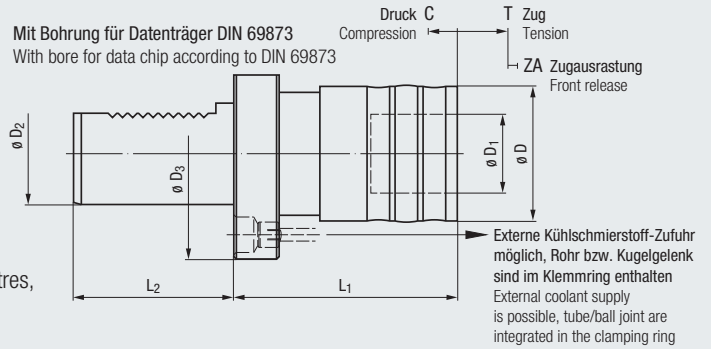 Mit Bohrung für Datenträger DIN 69873
With bore for data chip according to DIN 69873
Druck C
Compression
T Zug
Tension
ZA Zugausrastung
Front release
ø D₂
ø D₃
ø D₁
ø D
Externe Kühlschmierstoff-Zufuhr
möglich, Rohr bzw. Kugelgelenk
sind im Klemmring enthalten
External coolant supply
is possible, tube/ball joint are
integrated in the clamping ring
tres,
L₂
L₁